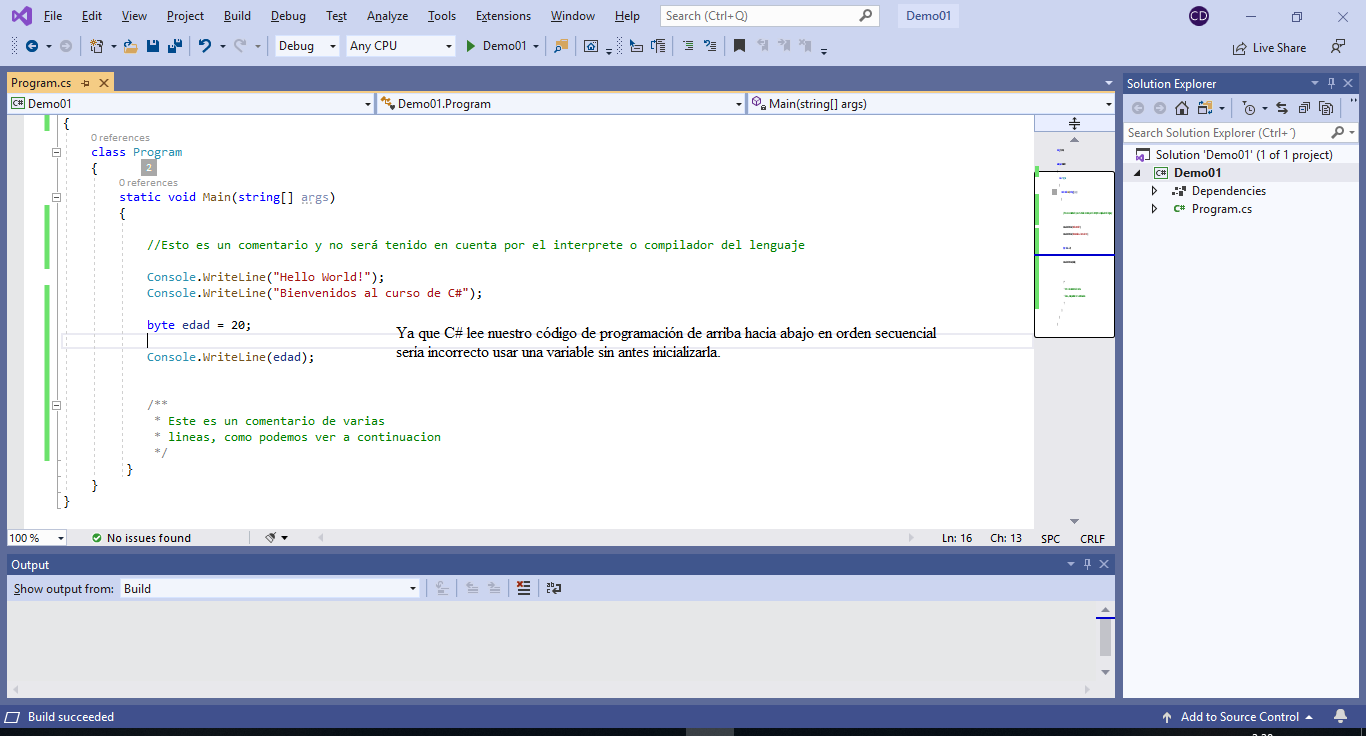 File Edit View Project Build Debug Test Analyze Tools Extensions Window Help Search (Ctrl+Q) Demo01 CD
Debug Any CPU Demo01 Live Share
Program.cs
Demo01 Demo01.Program Main(string[] args)
{
0 references
class Program
{
2
0 references
static void Main(string[] args)
{
//Esto es un comentario y no será tenido en cuenta por el interprete o compilador del lenguaje
Console.WriteLine("Hello World!");
Console.WriteLine("Bienvenidos al curso de C#");
byte edad = 20;
Ya que C# lee nuestro código de programación de arriba hacia abajo en orden secuencial
seria incorrecto usar una variable sin antes inicializarla.
Console.WriteLine(edad);
/**
* Este es un comentario de varias
* lineas, como podemos ver a continuacion
*/
}
}
}
100 % No issues found Ln: 16 Ch: 13 SPC CRLF
Output
Show output from: Build
Solution Explorer
Search Solution Explorer (Ctrl+´)
Solution 'Demo01' (1 of 1 project)
C# Demo01
Dependencies
C# Program.cs
Build succeeded Add to Source Control